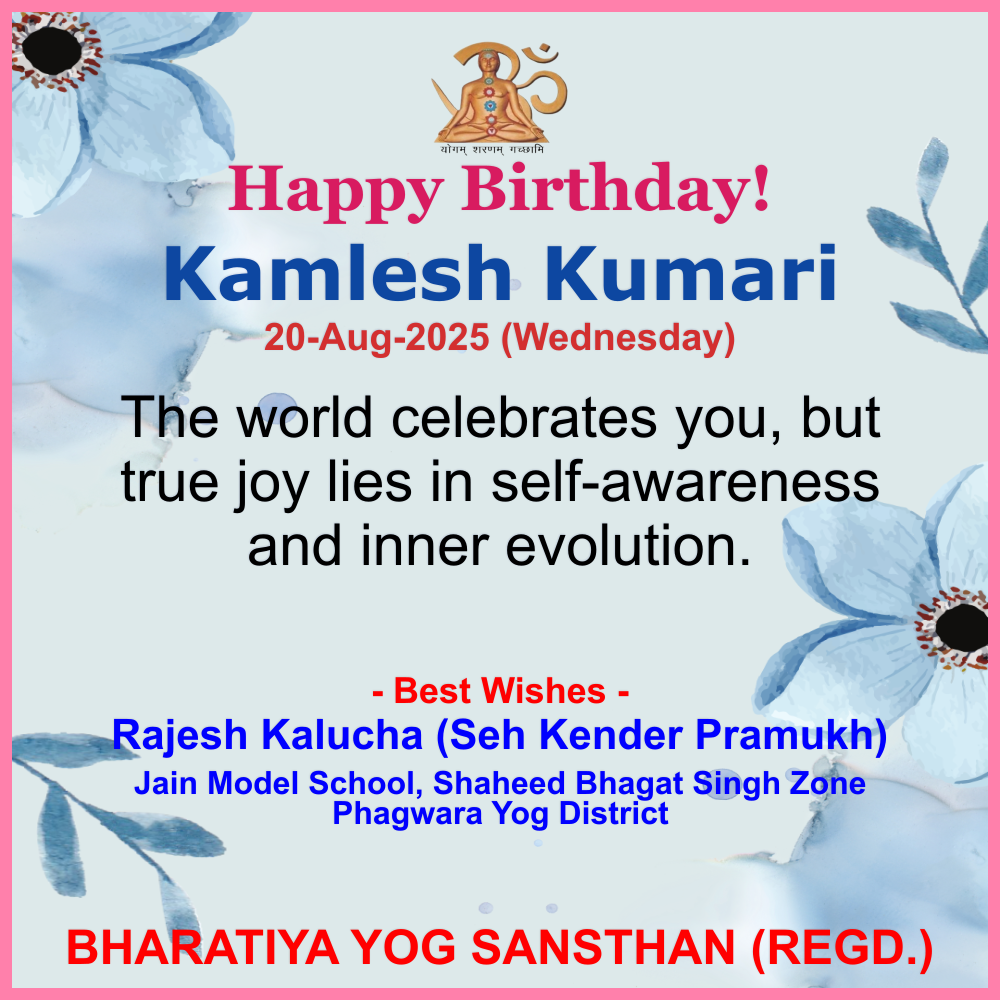 योगम् शरणम् गच्छामि
Happy Birthday!
Kamlesh Kumari
20-Aug-2025 (Wednesday)
The world celebrates you, but
true joy lies in self-awareness
and inner evolution.
- Best Wishes -
Rajesh Kalucha (Seh Kender Pramukh)
Jain Model School, Shaheed Bhagat Singh Zone
Phagwara Yog District
BHARATIYA YOG SANSTHAN (REGD.)